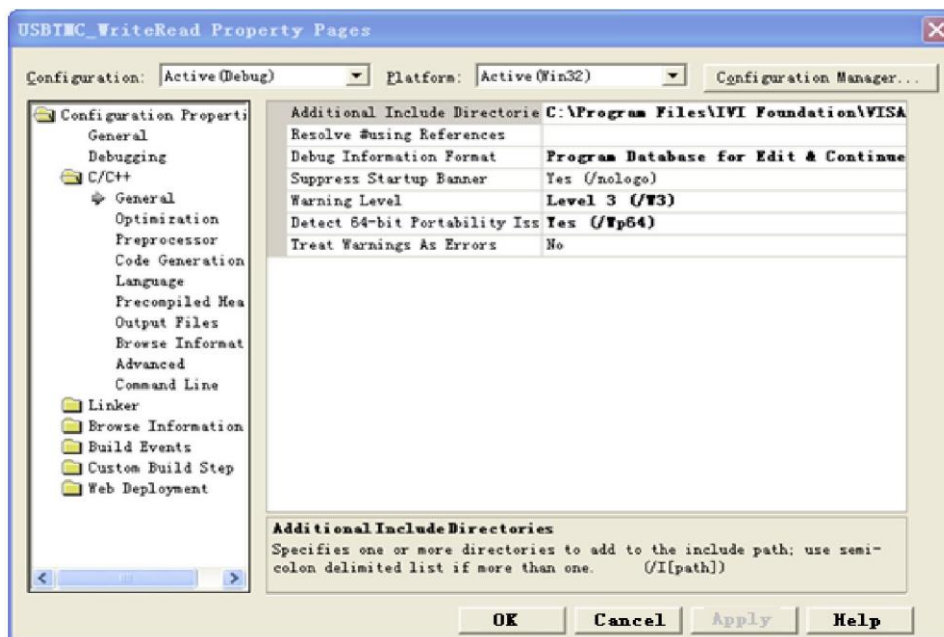 USBTMC_WriteRead Property Pages
Configuration: Active(Debug) Platform: Active(Win32) Configuration Manager...
Configuration Properti
General
Debugging
C/C++
General
Optimization
Preprocessor
Code Generation
Language
Precompiled Hea
Output Files
Browse Informat
Advanced
Command Line
Linker
Browse Information
Build Events
Custom Build Step
Web Deployment
Additional Include Directorie C:\Program Files\IVI Foundation\VISA
Resolve #using References
Debug Information Format Program Database for Edit & Continue
Suppress Startup Banner Yes (/nologo)
Warning Level Level 3 (/W3)
Detect 64-bit Portability Iss Yes (/Wp64)
Treat Warnings As Errors No
Additional Include Directories
Specifies one or more directories to add to the include path; use semi-
colon delimited list if more than one. (/I[path])
OK Cancel Apply Help